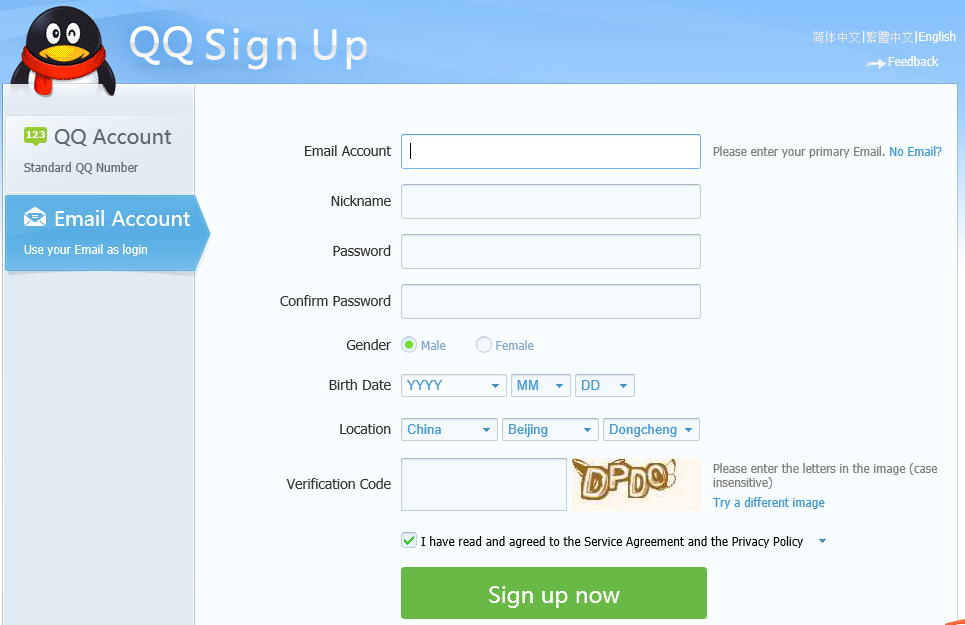 QQ Sign Up
简体中文|繁體中文|English
Feedback
123 QQ Account
Standard QQ Number
Email Account
Use your Email as login
Email Account
Please enter your primary Email. No Email?
Nickname
Password
Confirm Password
Gender Male Female
Birth Date YYYY MM DD
Location China Beijing Dongcheng
Verification Code DPDQ
Please enter the letters in the image (case
insensitive)
Try a different image
I have read and agreed to the Service Agreement and the Privacy Policy
Sign up now